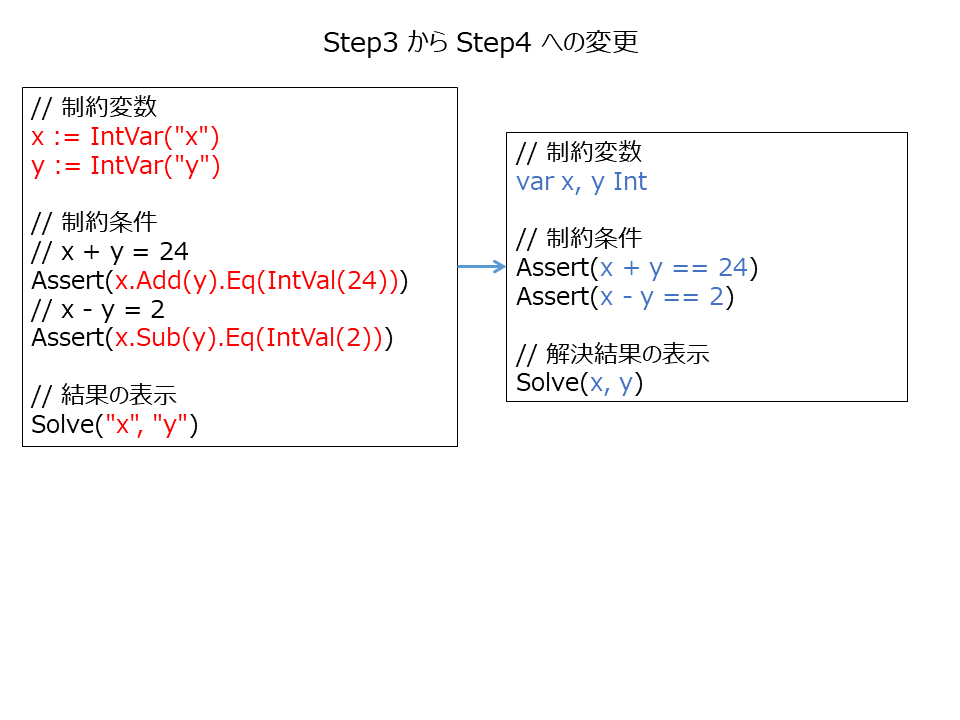 Step3 から Step4 への変更
// 制約変数
x := IntVar("x")
y := IntVar("y")
// 制約条件
// x + y = 24
Assert(x.Add(y).Eq(IntVal(24)))
// x - y = 2
Assert(x.Sub(y).Eq(IntVal(2)))
// 結果の表示
Solve("x", "y")
// 制約変数
var x, y Int
// 制約条件
Assert(x + y == 24)
Assert(x - y == 2)
// 解決結果の表示
Solve(x, y)